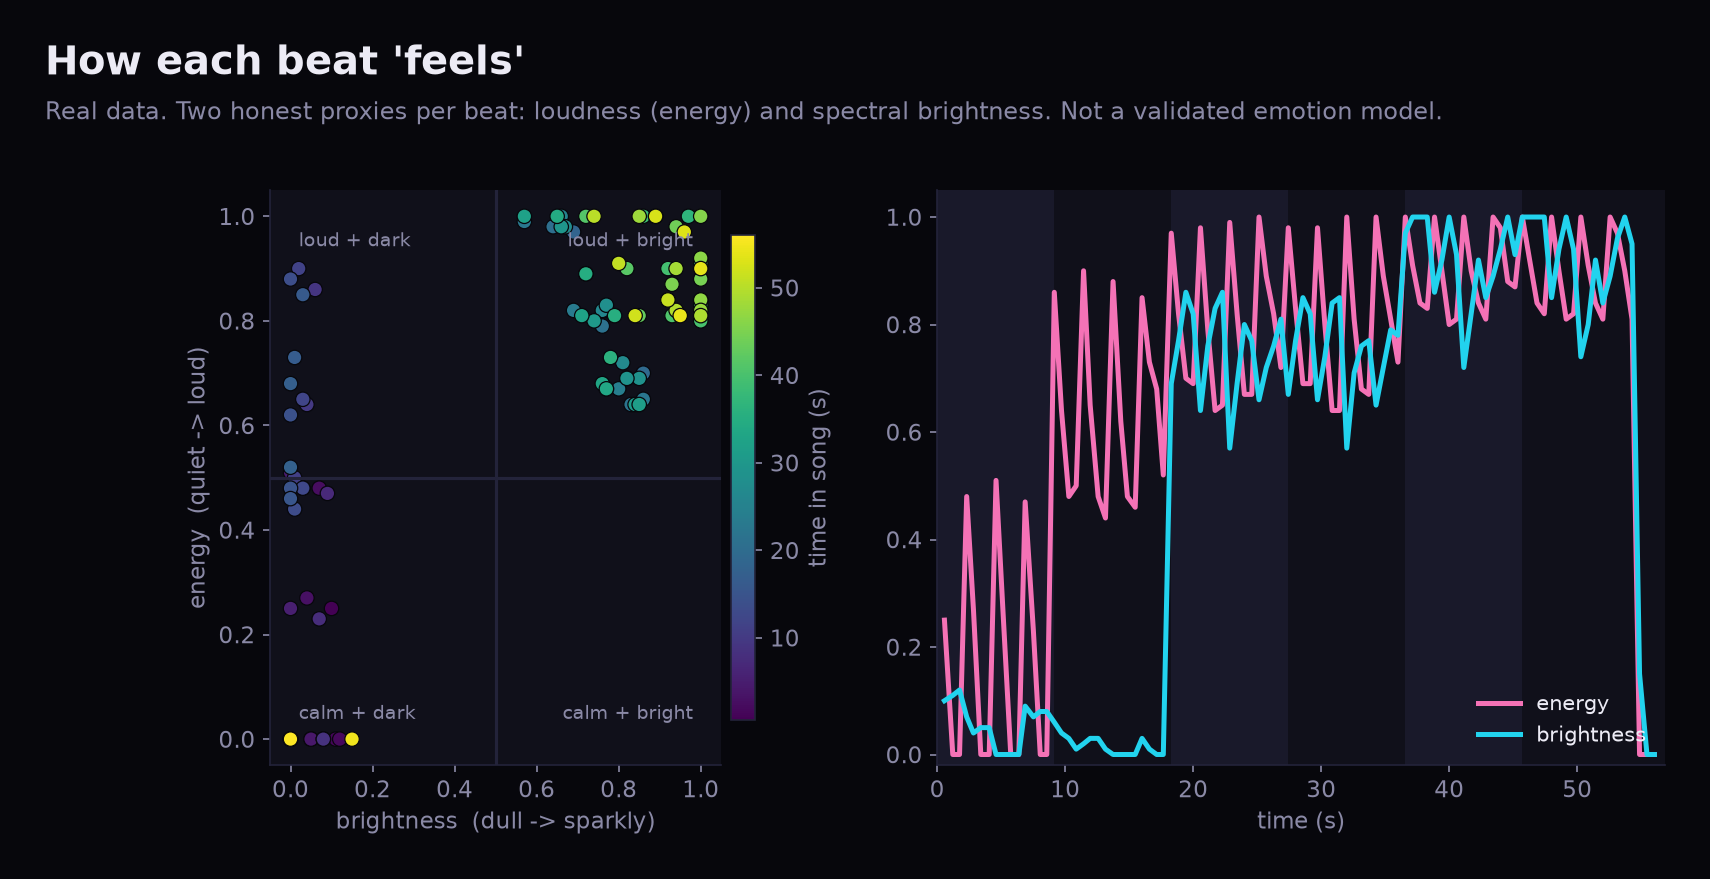 How each beat 'feels'
Real data. Two honest proxies per beat: loudness (energy) and spectral brightness. Not a validated emotion model.
energy  (quiet -> loud)
1.0
0.8
0.6
0.4
0.2
0.0
loud + dark
loud + bright
calm + dark
calm + bright
0.0 0.2 0.4 0.6 0.8 1.0
brightness  (dull -> sparkly)
50
40
30
20
10
time in song (s)
1.0
0.8
0.6
0.4
0.2
0.0
energy
brightness
0 10 20 30 40 50
time (s)